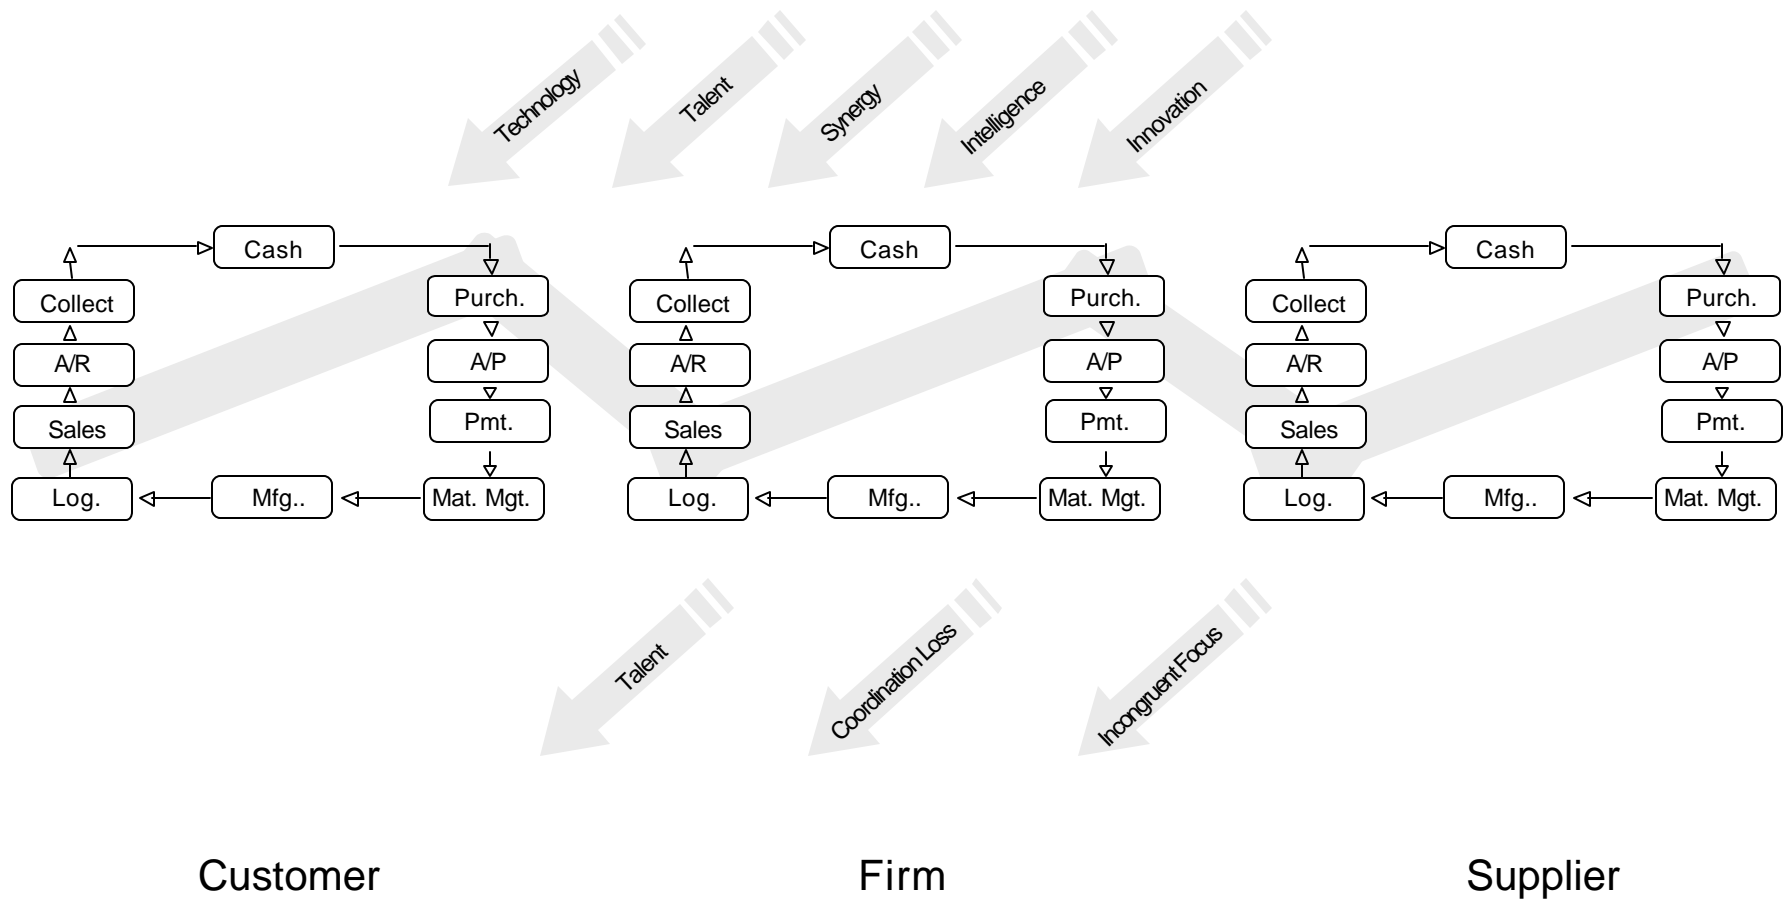 Technology
Talent
Synergy
Intelligence
Innovation
Cash
Collect
Purch.
A/R
A/P
Sales
Pmt.
Log.
Mfg..
Mat. Mgt.
Cash
Collect
Purch.
A/R
A/P
Sales
Pmt.
Log.
Mfg..
Mat. Mgt.
Cash
Collect
Purch.
A/R
A/P
Sales
Pmt.
Log.
Mfg..
Mat. Mgt.
Talent
Coordination Loss
Incongruent Focus
Customer
Firm
Supplier